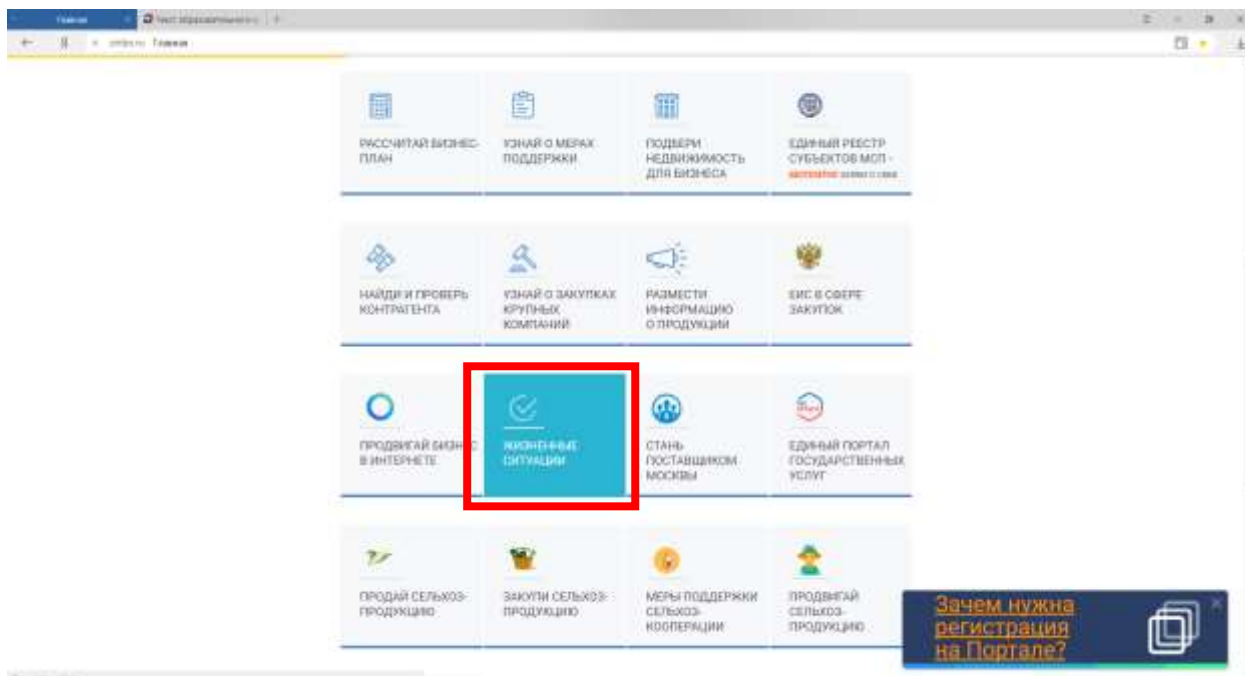 Главная
Главная
РАССЧИТАЙ БИЗНЕС-
ПЛАН
УЗНАЙ О МЕРАХ
ПОДДЕРЖКИ
ПОДБЕРИ
НЕДВИЖИМОСТЬ
ДЛЯ БИЗНЕСА
ЕДИНЫЙ РЕЕСТР
СУБЪЕКТОВ МСП -
НАЙДИ И ПРОВЕРЬ
КОНТРАГЕНТА
УЗНАЙ О ЗАКУПКАХ
КРУПНЫХ
КОМПАНИЙ
РАЗМЕСТИ
ИНФОРМАЦИЮ
О ПРОДУКЦИИ
ЕИС В СФЕРЕ
ЗАКУПОК
ПРОДВИГАЙ БИЗНЕС
В ИНТЕРНЕТЕ
ЖИЗНЕННЫЕ
СИТУАЦИИ
СТАНЬ
ПОСТАВЩИКОМ
МОСКВЫ
ЕДИНЫЙ ПОРТАЛ
ГОСУДАРСТВЕННЫХ
УСЛУГ
ПРОДАЙ СЕЛЬХОЗ-
ПРОДУКЦИЮ
ЗАКУПИ СЕЛЬХОЗ-
ПРОДУКЦИЮ
МЕРЫ ПОДДЕРЖКИ
СЕЛЬХОЗ-
КООПЕРАЦИИ
ПРОДВИГАЙ
СЕЛЬХОЗ-
ПРОДУКЦИЮ
Зачем нужна
регистрация
на Портале?